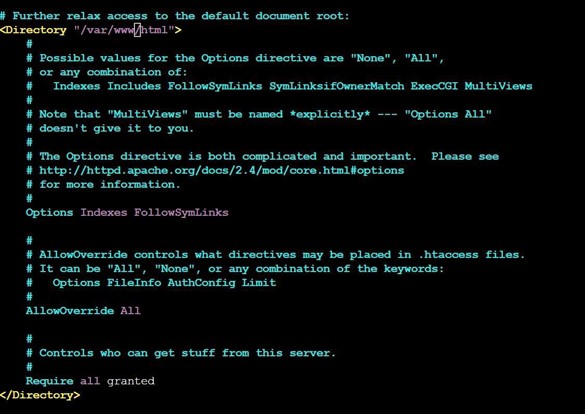 # Further relax access to the default document root:
<Directory "/var/www/html">
#
# Possible values for the Options directive are "None", "All",
# or any combination of:
#   Indexes Includes FollowSymLinks SymLinksifOwnerMatch ExecCGI MultiViews
#
# Note that "MultiViews" must be named *explicitly* --- "Options All"
# doesn't give it to you.
#
# The Options directive is both complicated and important.  Please see
# http://httpd.apache.org/docs/2.4/mod/core.html#options
# for more information.
#
Options Indexes FollowSymLinks
#
# AllowOverride controls what directives may be placed in .htaccess files.
# It can be "All", "None", or any combination of the keywords:
#   Options FileInfo AuthConfig Limit
#
AllowOverride All
#
# Controls who can get stuff from this server.
#
Require all granted
</Directory>